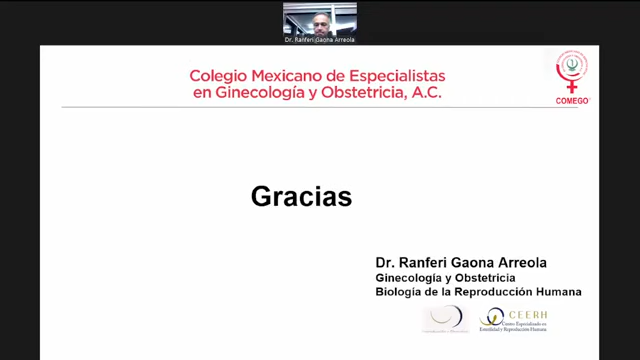 Dr. Ranferi Gaona Arreola
Colegio Mexicano de Especialistas
en Ginecología y Obstetricia, A.C.
COMEGO
Gracias
Dr. Ranferi Gaona Arreola
Ginecología y Obstetricia
Biología de la Reproducción Humana
CEERH
Centro Especializado en
Esterilidad y Reproducción Humana